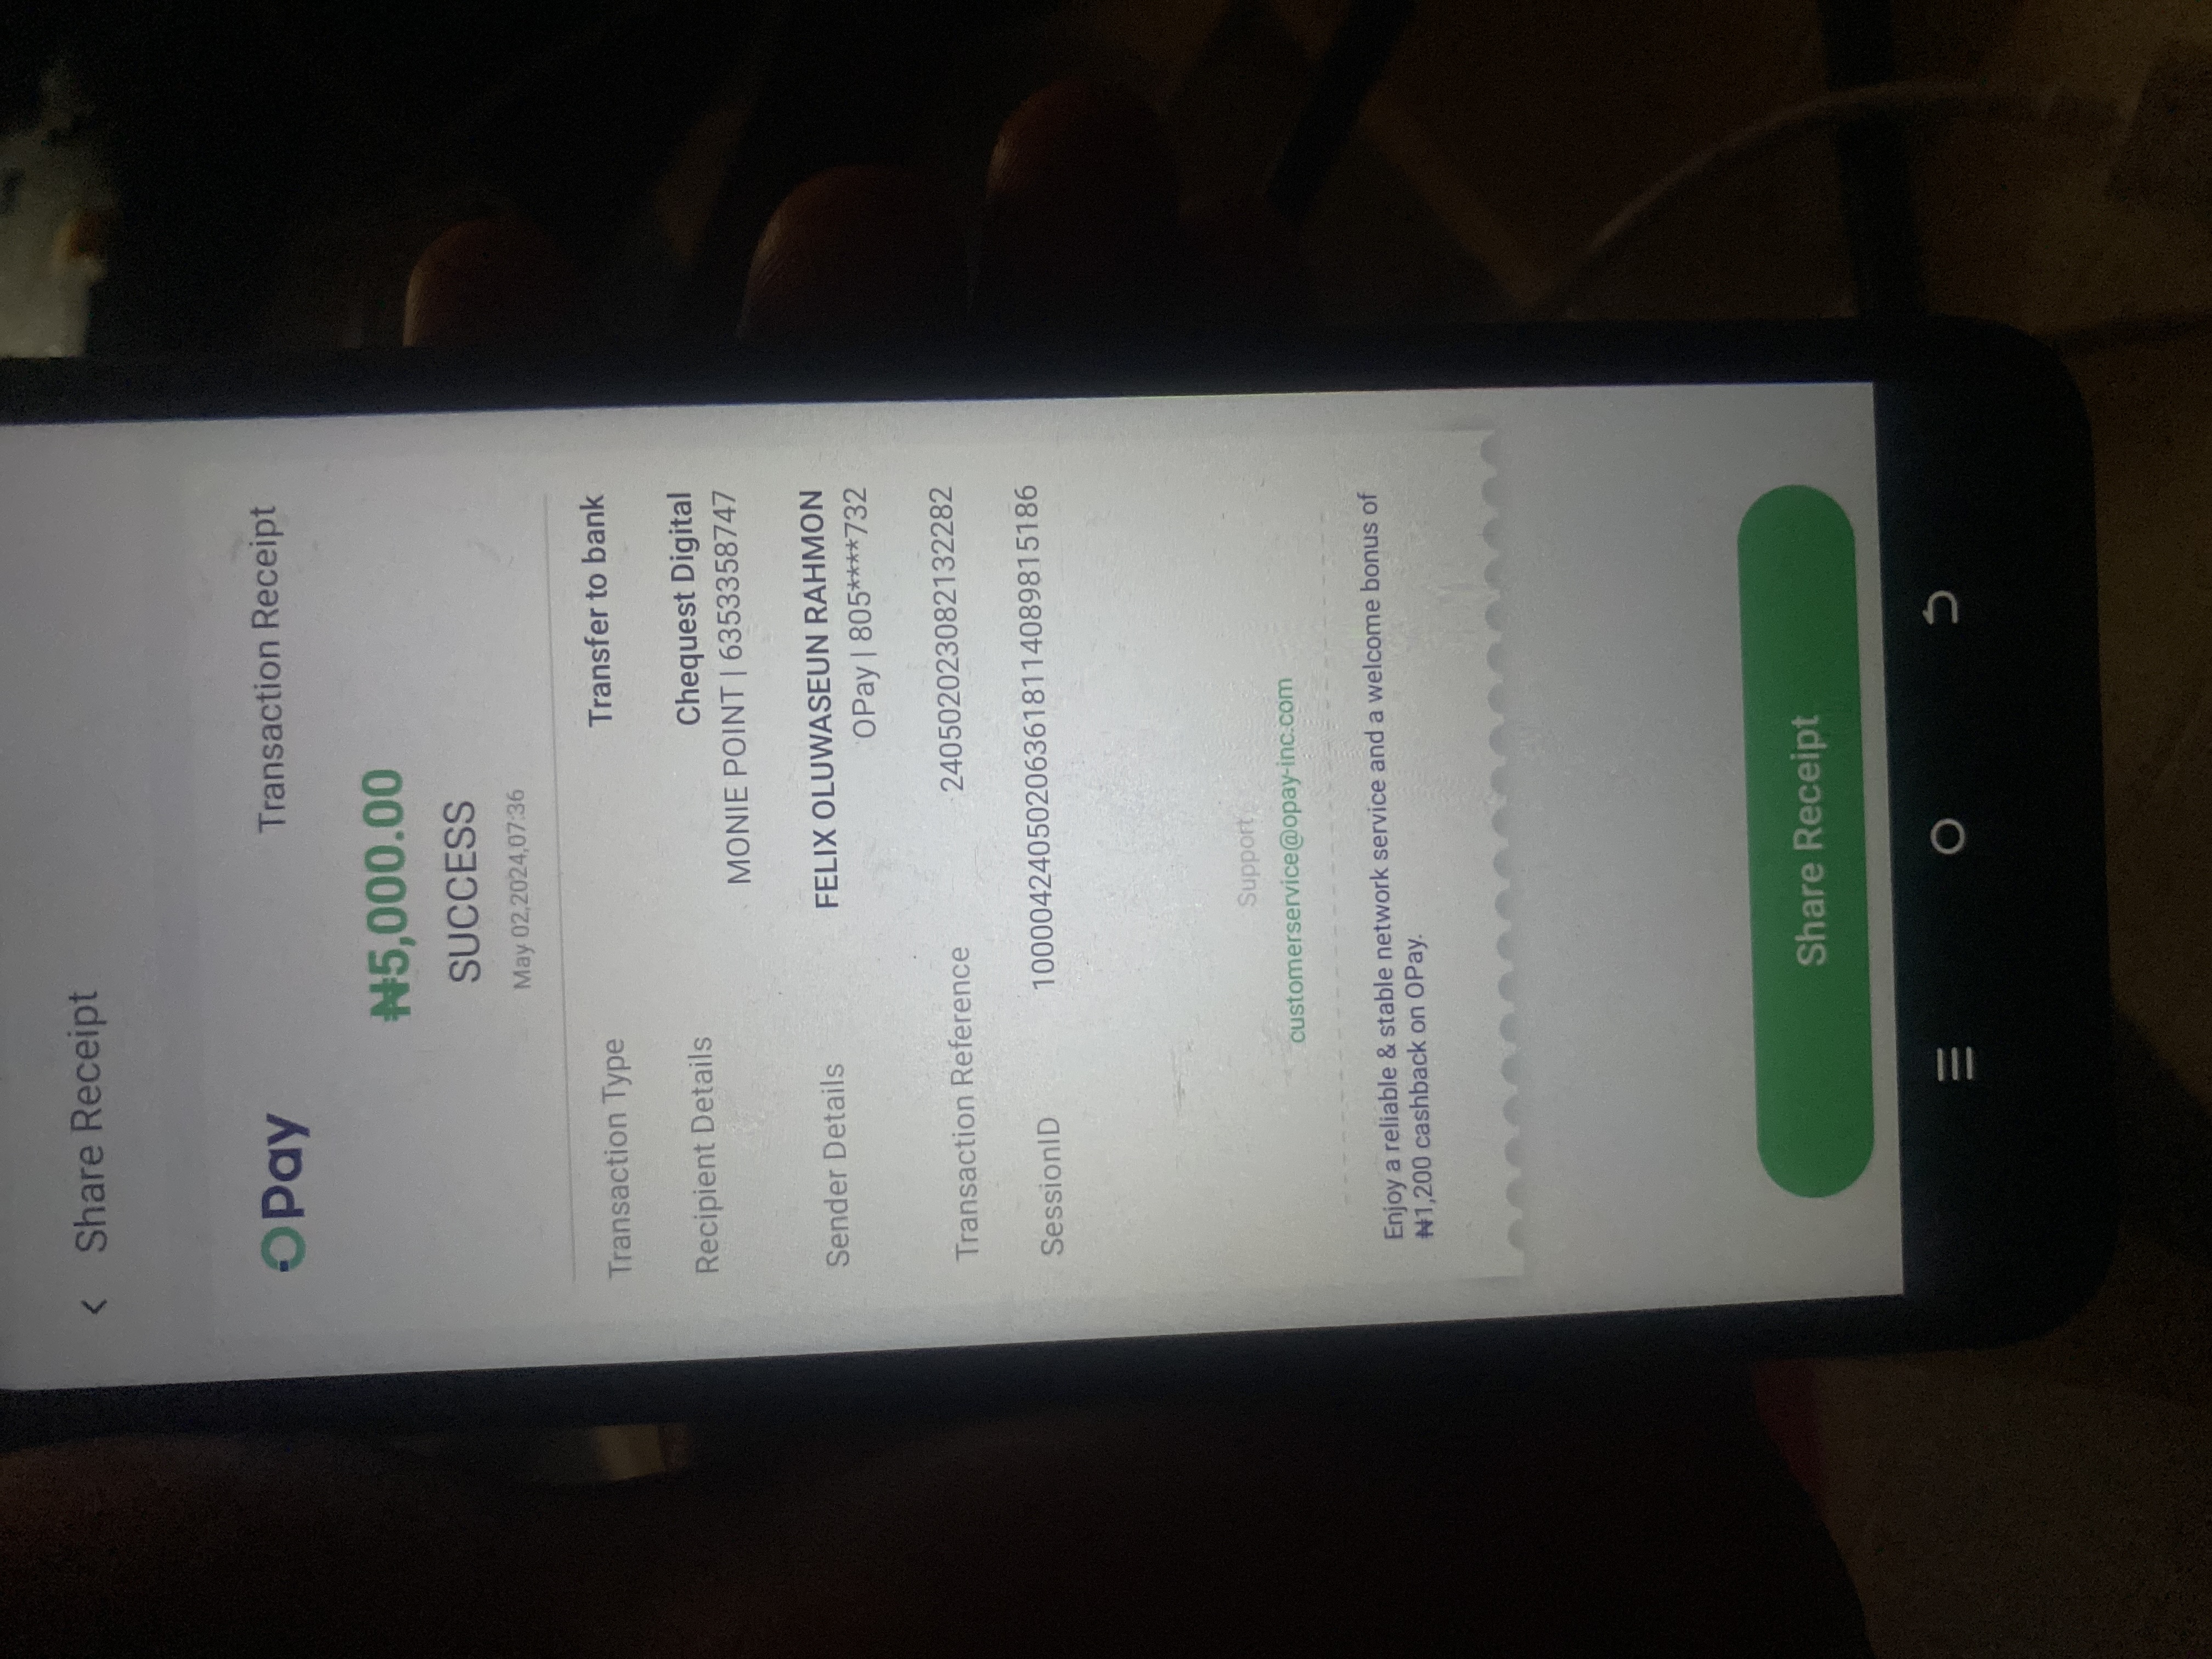 Share Receipt
OPay
Transaction Receipt
₦5,000.00
SUCCESS
May 02,2024,07:36
Transaction Type
Transfer to bank
Recipient Details
Chequest Digital
MONIE POINT | 6353358747
Sender Details
FELIX OLUWASEUN RAHMON
OPay | 805****732
Transaction Reference
240502023082132282
SessionID
100004240502063618114089815186
Support
customerservice@opay-inc.com
Enjoy a reliable & stable network service and a welcome bonus of
₦1,200 cashback on OPay.
Share Receipt